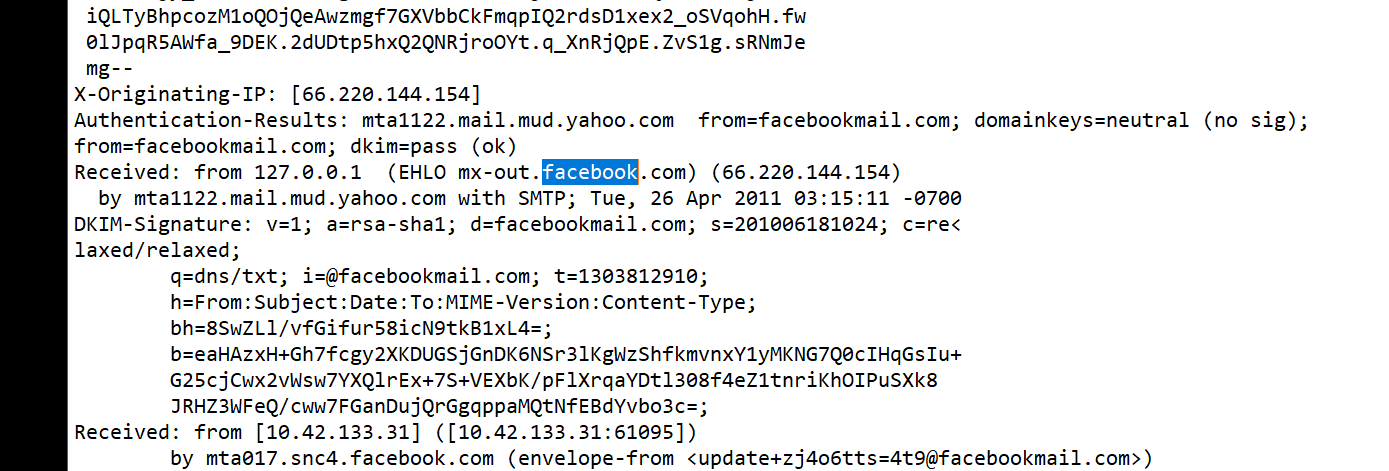 iQLTyBhpcozM1oQOjQeAwzmgf7GXVbbCkFmqpIQ2rdsD1xex2_oSVqohH.fw
0lJpqR5AWfa_9DEK.2dUDtp5hxQ2QNRjroOYt.q_XnRjQpE.ZvS1g.sRNmJe
mg--
X-Originating-IP: [66.220.144.154]
Authentication-Results: mta1122.mail.mud.yahoo.com  from=facebookmail.com; domainkeys=neutral (no sig);
from=facebookmail.com; dkim=pass (ok)
Received: from 127.0.0.1  (EHLO mx-out.facebook.com) (66.220.144.154)
by mta1122.mail.mud.yahoo.com with SMTP; Tue, 26 Apr 2011 03:15:11 -0700
DKIM-Signature: v=1; a=rsa-sha1; d=facebookmail.com; s=201006181024; c=re<
laxed/relaxed;
q=dns/txt; i=@facebookmail.com; t=1303812910;
h=From:Subject:Date:To:MIME-Version:Content-Type;
bh=8SwZLl/vfGifur58icN9tkB1xL4=;
b=eaHAzxH+Gh7fcgy2XKDUGSjGnDK6NSr3lKgWzShfkmvnxY1yMKNG7Q0cIHqGsIu+
G25cjCwx2vWsw7YXQlrEx+7S+VEXbK/pFlXrqaYDtl308f4eZ1tnriKhOIPuSXk8
JRHZ3WFeQ/cww7FGanDujQrGgqppaMQtNfEBdYvbo3c=;
Received: from [10.42.133.31] ([10.42.133.31:61095])
by mta017.snc4.facebook.com (envelope-from <update+zj4o6tts=4t9@facebookmail.com>)